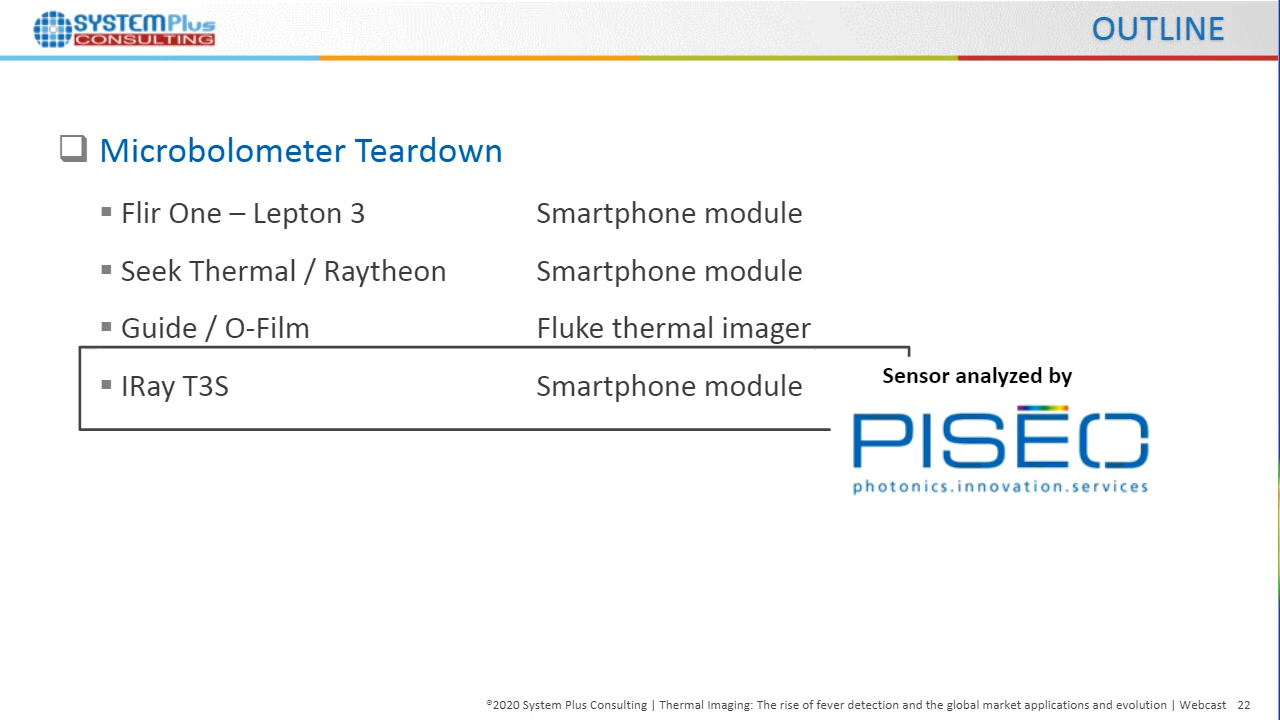 SYSTEMPlus
CONSULTING
OUTLINE
Microbolometer Teardown
Flir One – Lepton 3 Smartphone module
Seek Thermal / Raytheon Smartphone module
Guide / O-Film Fluke thermal imager
IRay T3S Smartphone module
Sensor analyzed by
PISĒO
photonics.innovation.services
©2020 System Plus Consulting | Thermal Imaging: The rise of fever detection and the global market applications and evolution | Webcast 22